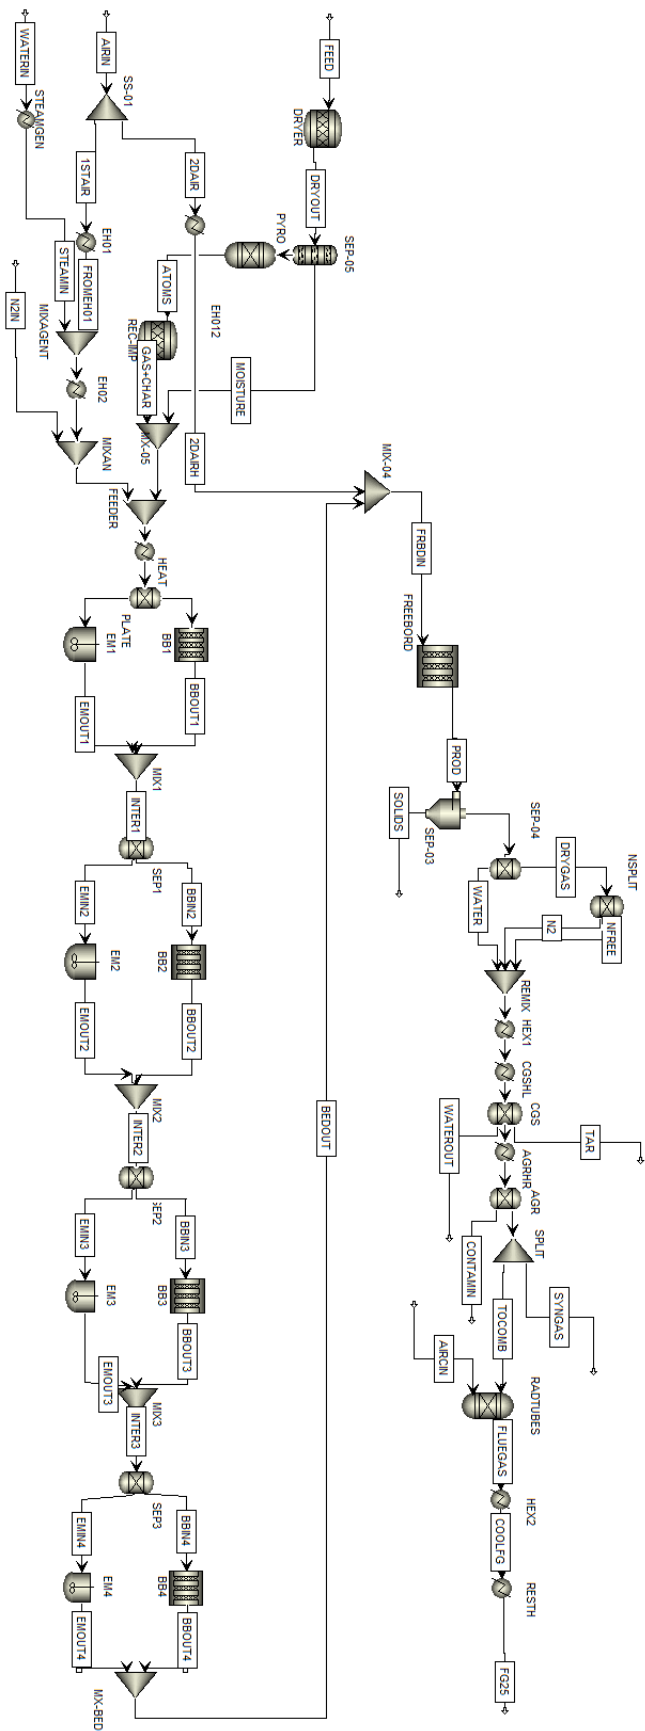 WATERIN
STEAMGEN
AIRIN
SS-01
1STAIR
2DAIR
EH01
FROMEH01
STEAMIN
N2IN
MIXAGENT
EH02
MIXAN
FEED
DRYER
DRYOUT
SEP-05
PYRO
ATOMS
REC-IMP
GAS+CHAR
EH012
MOISTURE
MX-05
2DAIRH
FEEDER
HEAT
PLATE
EM1
BB1
EMOUT1
BBOUT1
MIX1
INTER1
SEP1
EMIN2
BBIN2
EM2
BB2
EMOUT2
BBOUT2
MIX2
INTER2
SEP2
EMIN3
BBIN3
EM3
BB3
EMOUT3
BBOUT3
MIX3
INTER3
SEP3
EMIN4
BBIN4
EM4
BB4
EMOUT4
BBOUT4
MX-BED
BEDOUT
MIX-04
FRBDIN
FREEBORD
PROD
SOLIDS
SEP-03
SEP-04
DRYGAS
WATER
NSPLIT
N2
NFREE
REMIX
HEX1
CGSHL
CGS
WATEROUT
TAR
AGRHR
AGR
CONTAMIN
SPLIT
SYNGAS
TOCOMB
AIRCIN
RADTUBES
FLUEGAS
HEX2
COOLFG
RESTH
FG25